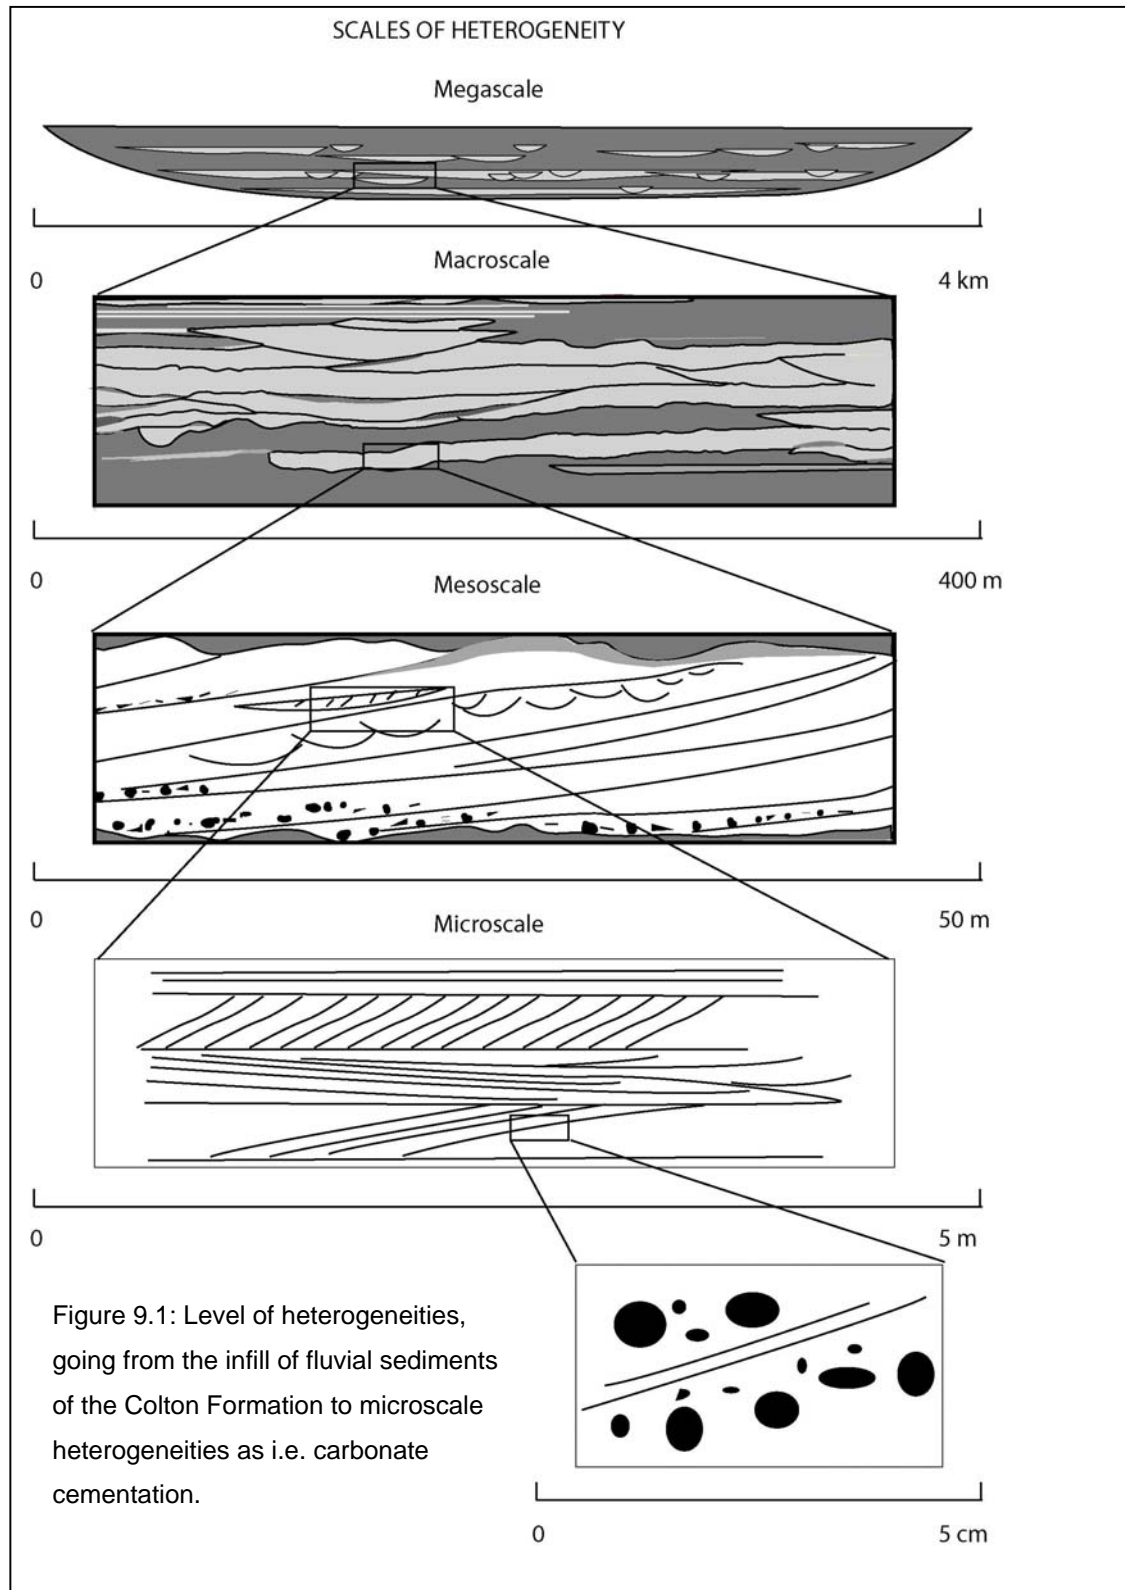 SCALES OF HETEROGENEITY
Megascale
0
4 km
Macroscale
0
400 m
Mesoscale
0
50 m
Microscale
0
5 m
Figure 9.1: Level of heterogeneities,
going from the infill of fluvial sediments
of the Colton Formation to microscale
heterogeneities as i.e. carbonate
cementation.
0
5 cm